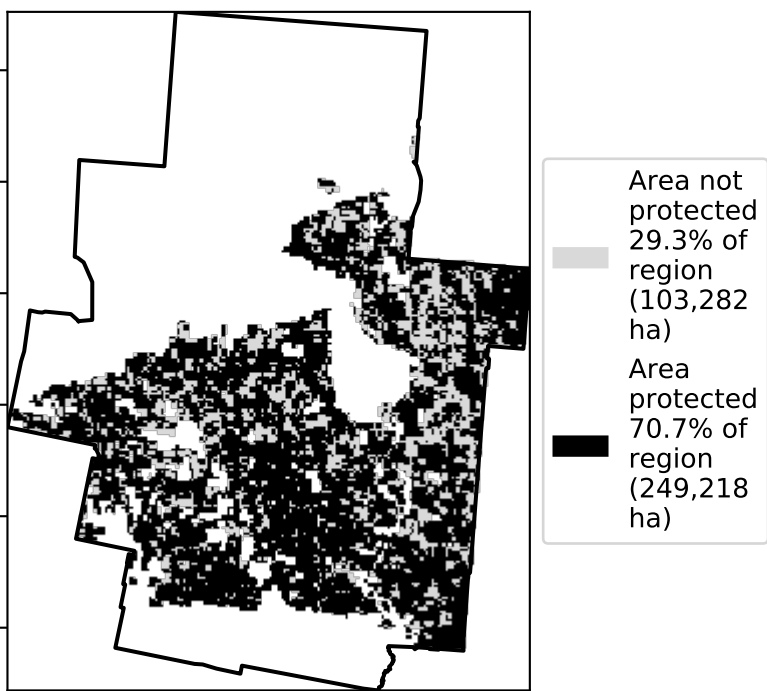 Area not
protected
29.3% of
region
(103,282
ha)
Area
protected
70.7% of
region
(249,218
ha)